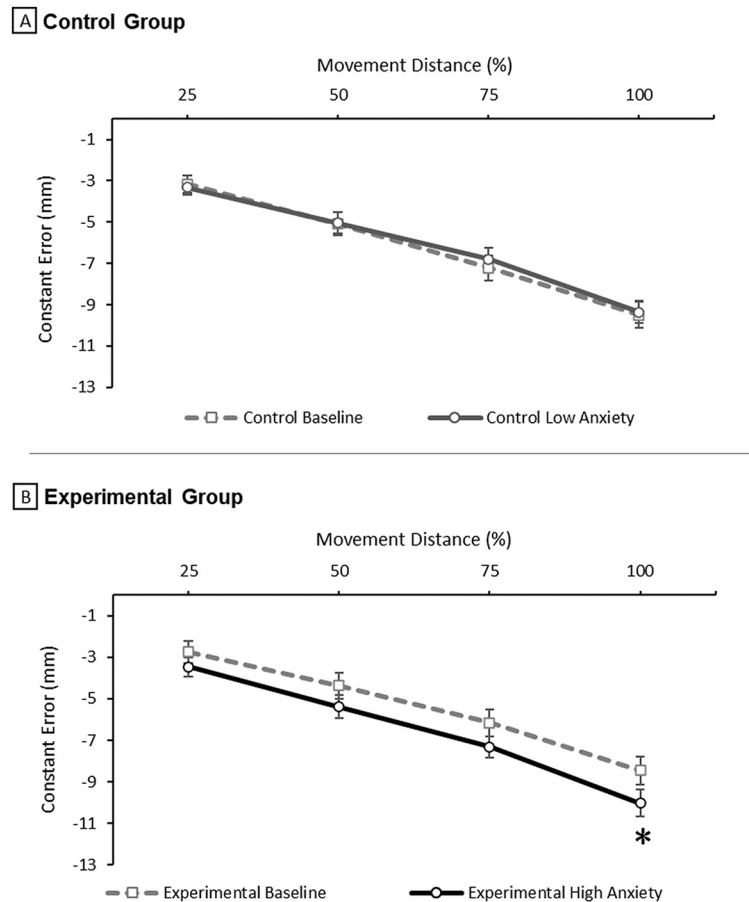 A Control Group
Movement Distance (%)
25 50 75 100
Constant Error (mm)
-1
-3
-5
-7
-9
-11
-13
Control Baseline Control Low Anxiety
B Experimental Group
Movement Distance (%)
25 50 75 100
Constant Error (mm)
-1
-3
-5
-7
-9
-11
-13
*
Experimental Baseline Experimental High Anxiety